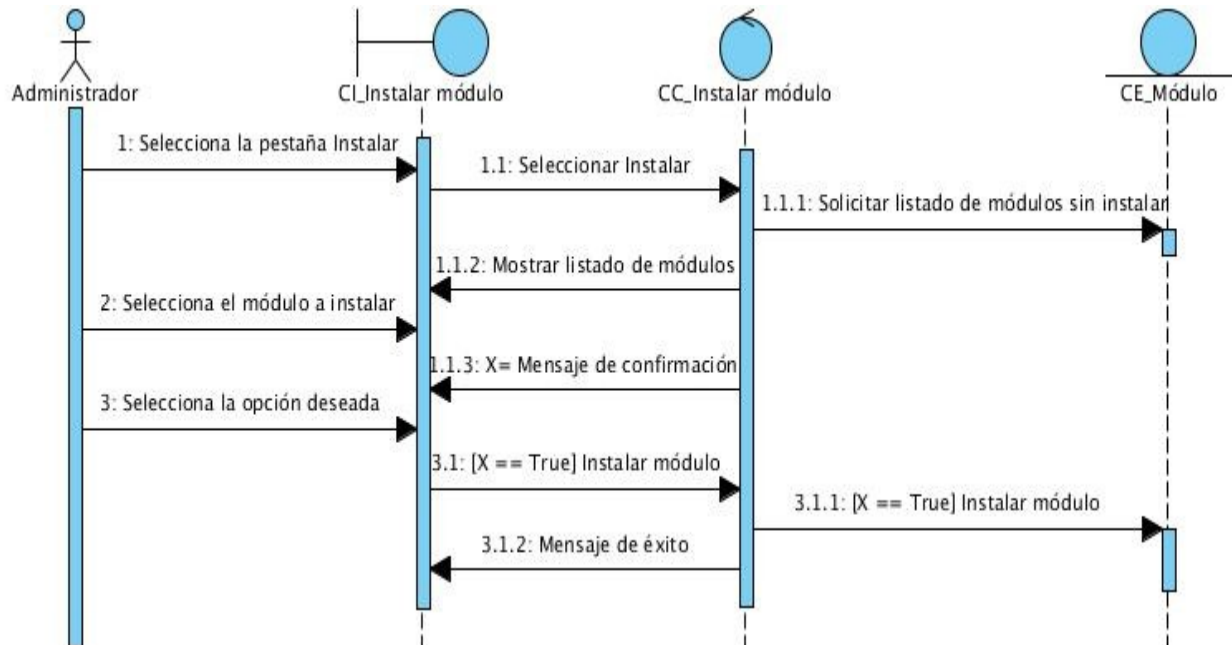 Administrador
CI_Instalar módulo
CC_Instalar módulo
CE_Módulo
1: Selecciona la pestaña Instalar
1.1: Seleccionar Instalar
1.1.1: Solicitar listado de módulos sin instalar
1.1.2: Mostrar listado de módulos
2: Selecciona el módulo a instalar
1.1.3: X= Mensaje de confirmación
3: Selecciona la opción deseada
3.1: [X == True] Instalar módulo
3.1.1: [X == True] Instalar módulo
3.1.2: Mensaje de éxito